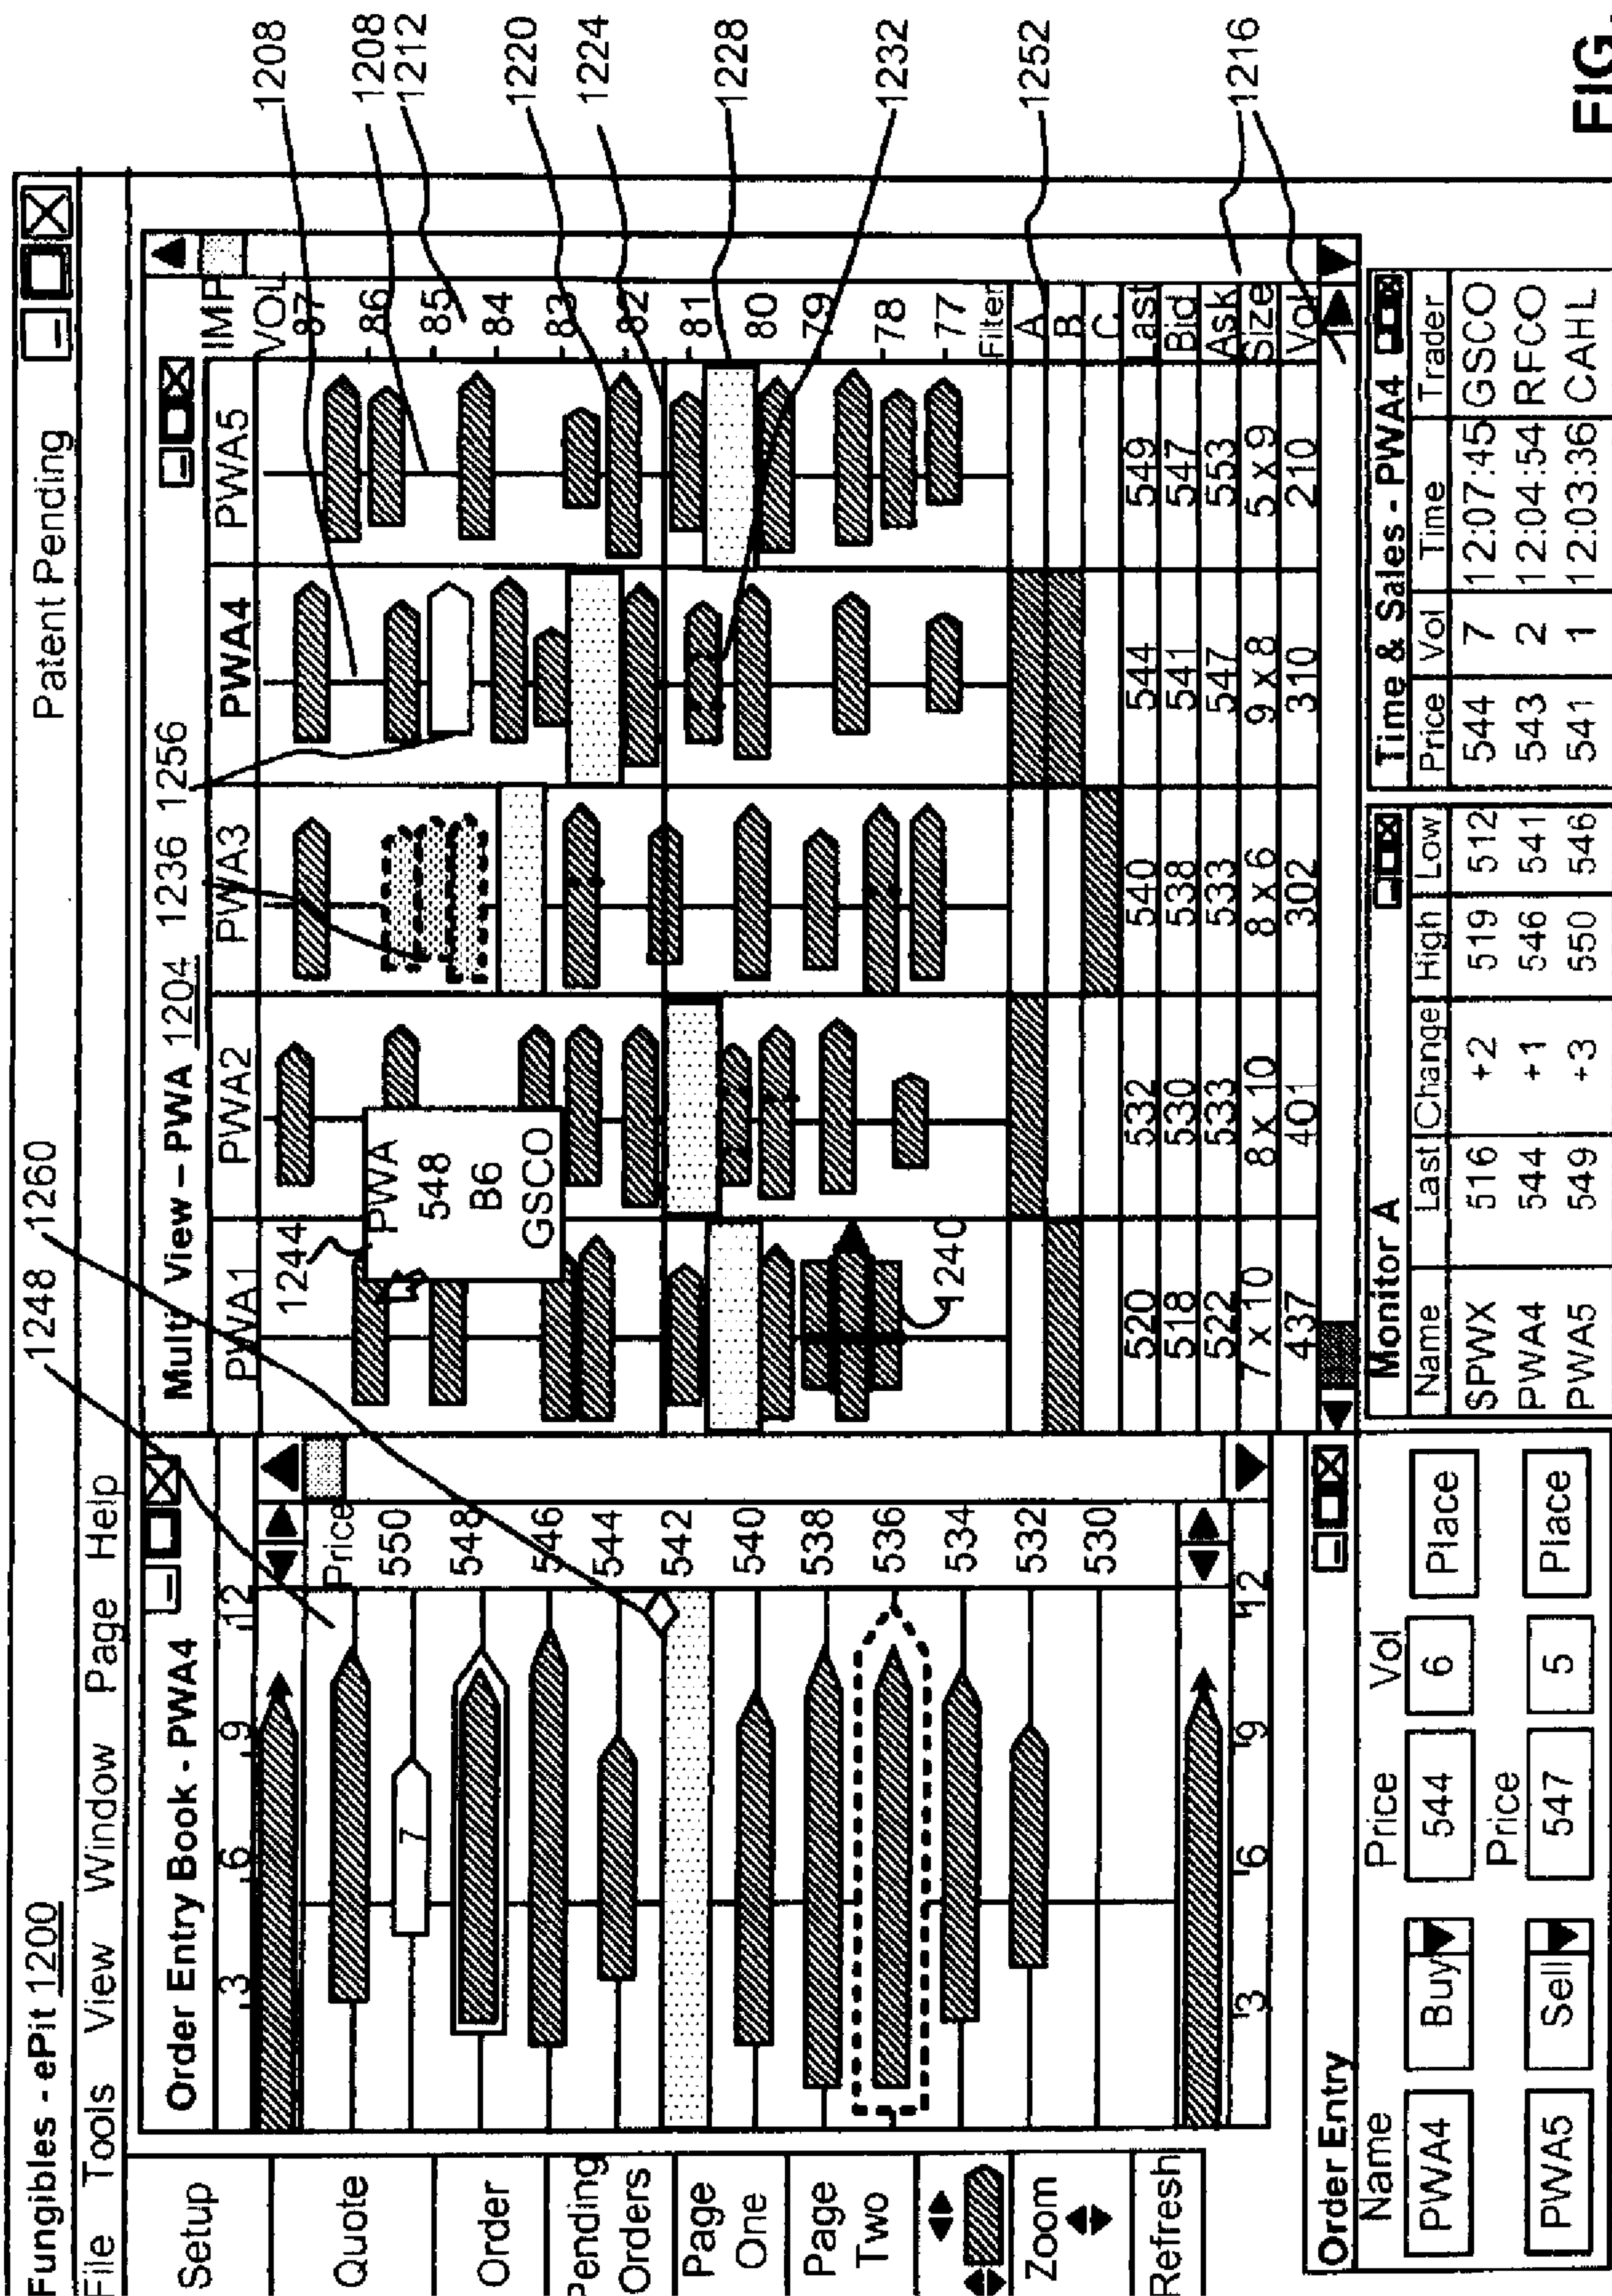 Fungibles - ePit 1200
Patent Pending
File Tools View Window Page Help
Setup
Quote
Order
Pending
Orders
Page
One
Page
Two
Zoom
Refresh
Order Entry Book - PWA4
3 6 9 12
Price
550
548
546
544
542
540
538
536
534
532
530
7
3 6 9 12
1248
1260
Multi View – PWA 1204
1236
1256
PWA1 PWA2 PWA3 PWA4 PWA5
IMP
VOL
87
86
85
84
83
82
81
80
79
78
77
Filter
A
B
C
1244
PWA
548
B6
GSCO
1240
520 532 540 544 549 Last
518 530 538 541 547 Bid
522 533 533 547 553 Ask
7 x 10 8 x 10 8 x 6 9 x 8 5 x 9 Size
437 401 302 310 210 Vol
1208
1208
1212
1220
1224
1228
1232
1252
1216
Order Entry
Name Price Vol
PWA4 Buy 544 6 Place
Price
PWA5 Sell 547 5 Place
Monitor A
Name Last Change High Low
SPWX 516 +2 519 512
PWA4 544 +1 546 541
PWA5 549 +3 550 546
Time & Sales - PWA4
Price Vol Time Trader
544 7 12:07:45 GSCO
543 2 12:04:54 RFCO
541 1 12:03:36 CAHL
FIG.